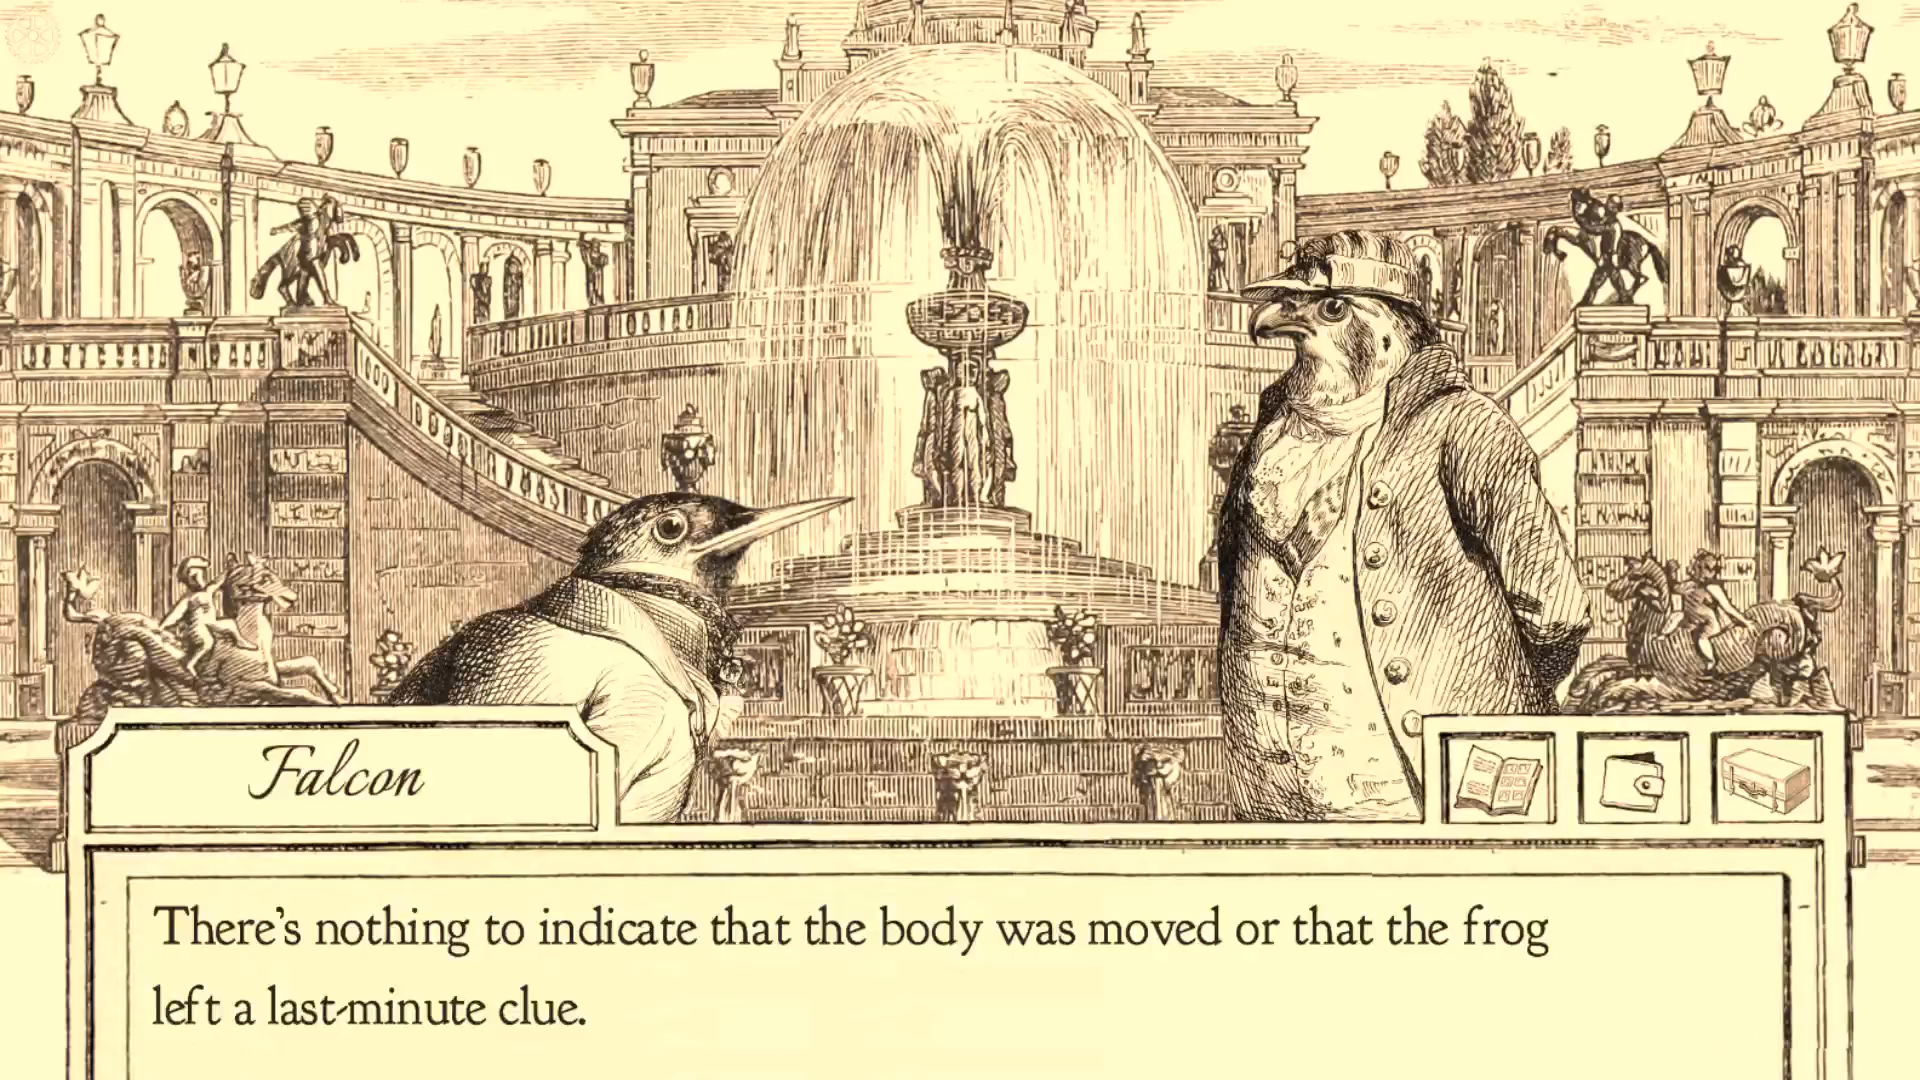 Falcon
There's nothing to indicate that the body was moved or that the frog
left a last-minute clue.